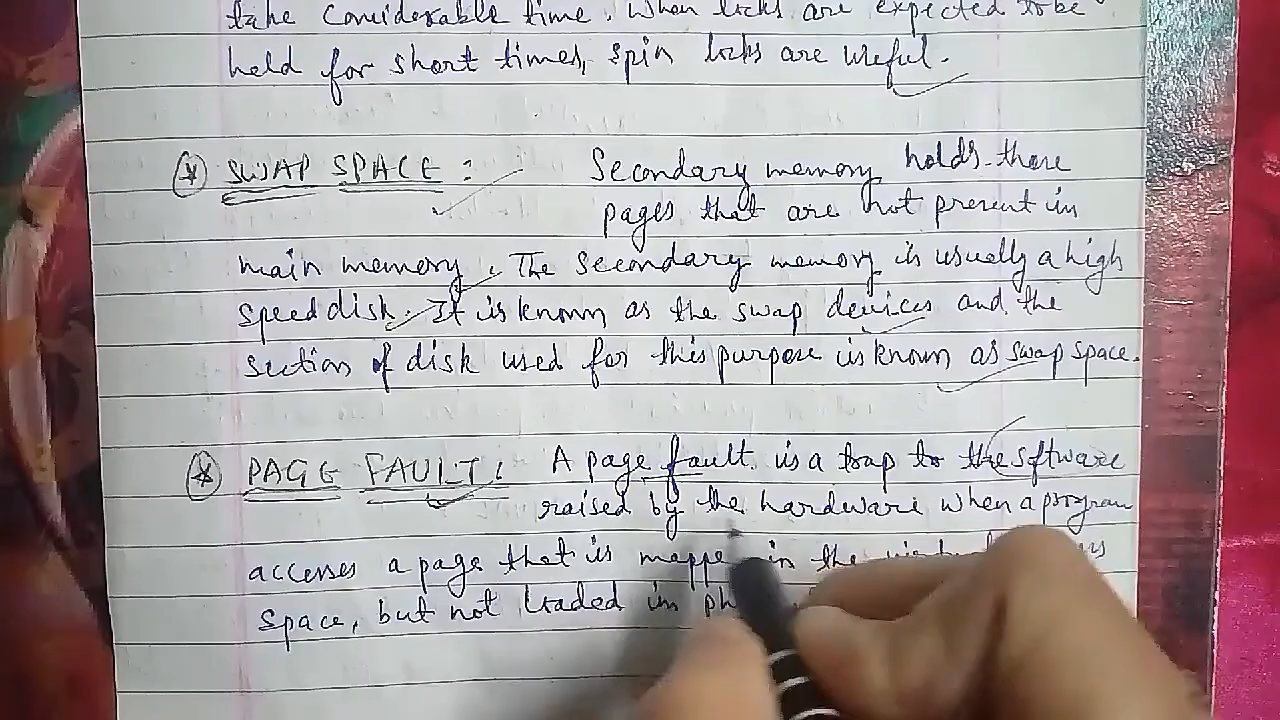 take considerable time. When locks are expected to be
held for short times, spin locks are useful.
* SWAP SPACE : Secondary memory holds those
pages that are not present in
main memory. The secondary memory is usually a high
speed disk. It is known as the swap devices and the
section of disk used for this purpose is known as swap space.
* PAGE FAULT : A page fault is a trap to the software
raised by the hardware when a program
accesses a page that is mapped in the
space, but not loaded in